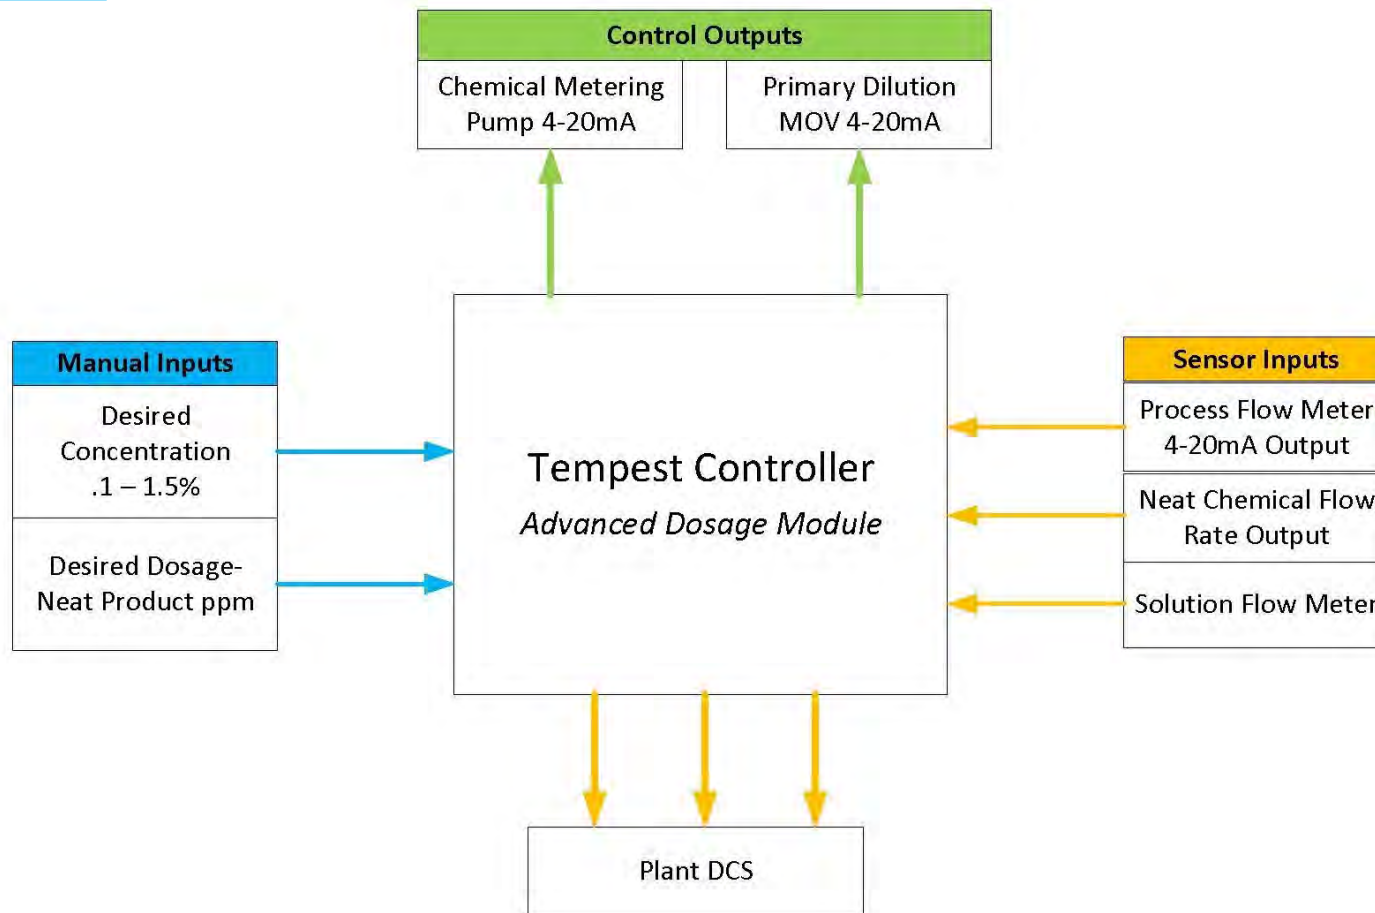 Control Outputs
Chemical Metering
Pump 4-20mA
Primary Dilution
MOV 4-20mA
Manual Inputs
Desired
Concentration
.1 – 1.5%
Desired Dosage-
Neat Product ppm
Tempest Controller
Advanced Dosage Module
Sensor Inputs
Process Flow Meter
4-20mA Output
Neat Chemical Flow
Rate Output
Solution Flow Meter
Plant DCS